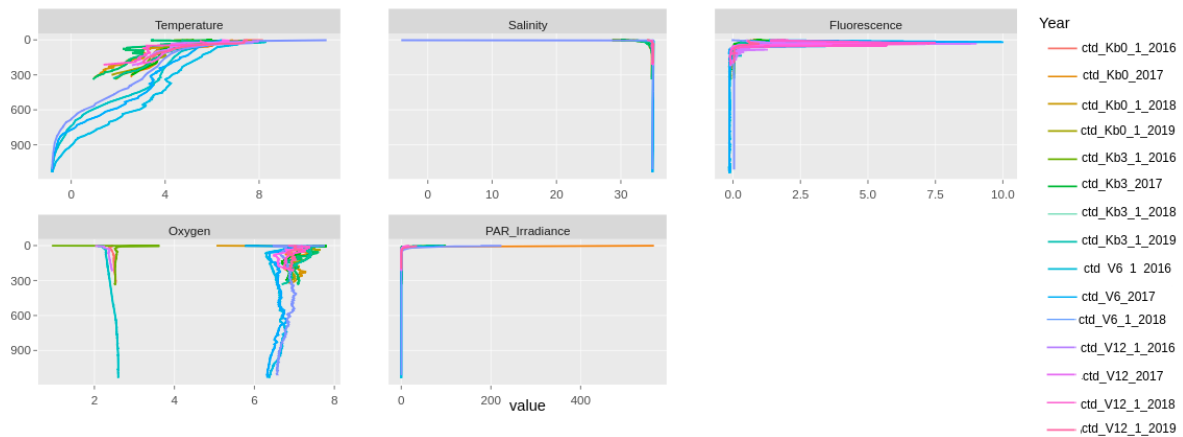 Temperature
Salinity
Fluorescence
0
300
600
900
0 4 8
0 10 20 30
0.0 2.5 5.0 7.5 10.0
Oxygen
PAR_Irradiance
0
300
600
900
2 4 6 8
0 200 400
value
Year
ctd_Kb0_1_2016
ctd_Kb0_2017
ctd_Kb0_1_2018
ctd_Kb0_1_2019
ctd_Kb3_1_2016
ctd_Kb3_2017
ctd_Kb3_1_2018
ctd_Kb3_1_2019
ctd V6 1 2016
ctd_V6_2017
ctd_V6_1_2018
ctd_V12_1_2016
ctd_V12_2017
ctd_V12_1_2018
ctd_V12_1_2019